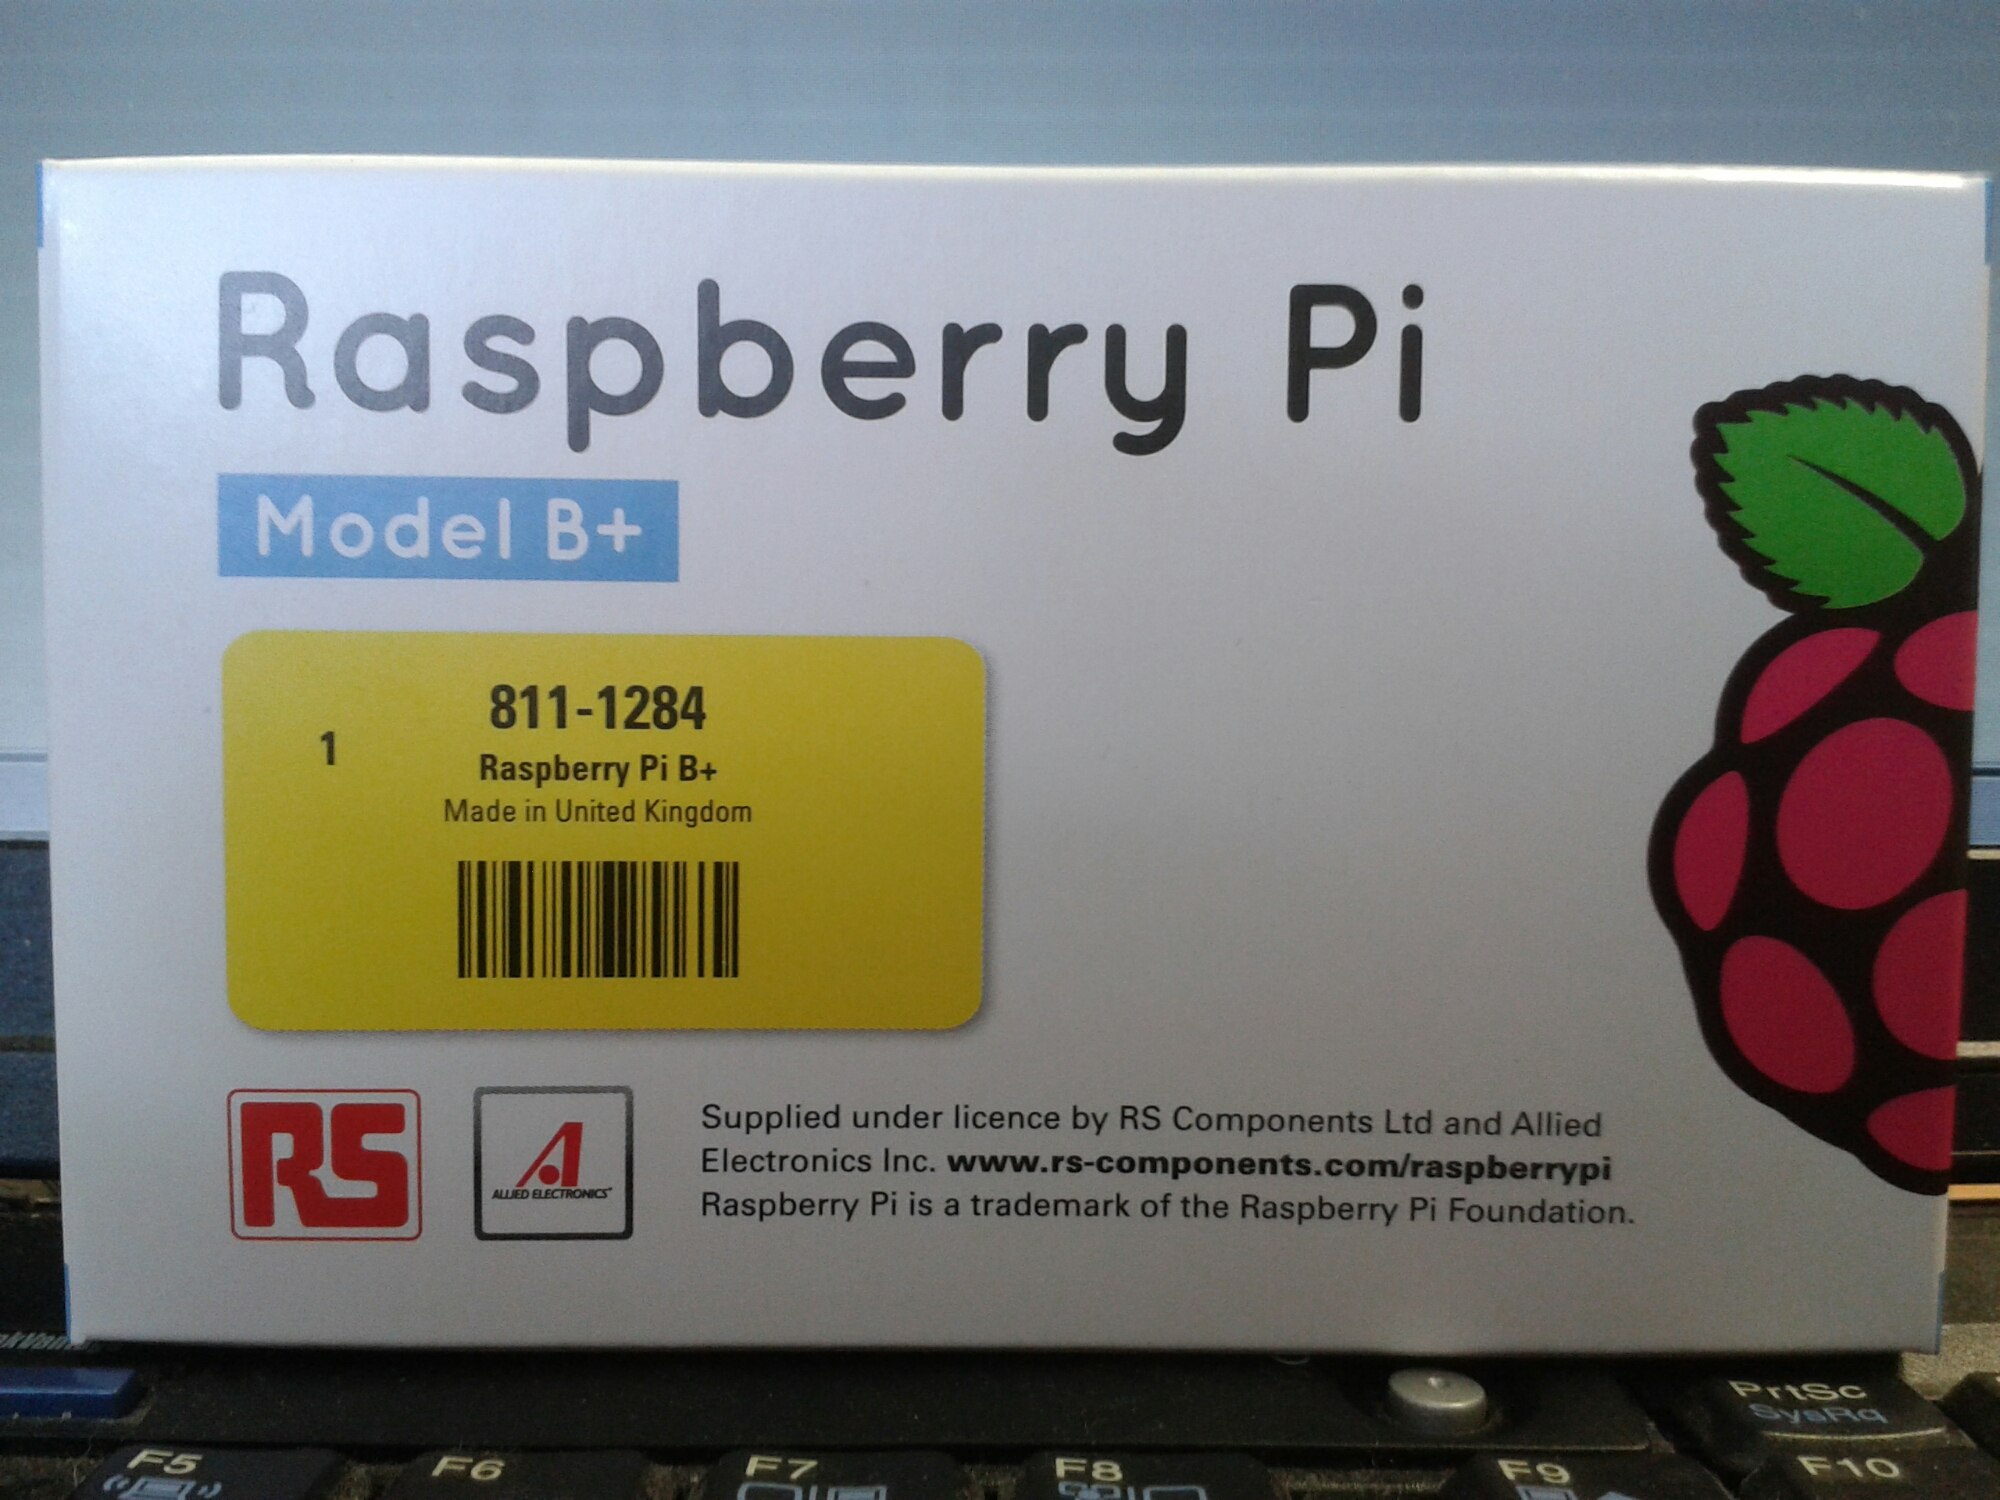 Raspberry Pi
Model B+
811-1284
1
Raspberry Pi B+
Made in United Kingdom
RS
A
ALLIED ELECTRONICS
Supplied under licence by RS Components Ltd and Allied
Electronics Inc. www.rs-components.com/raspberrypi
Raspberry Pi is a trademark of the Raspberry Pi Foundation.
PrtSc
SysRq
F5 F6 F7 F8 F9 F10